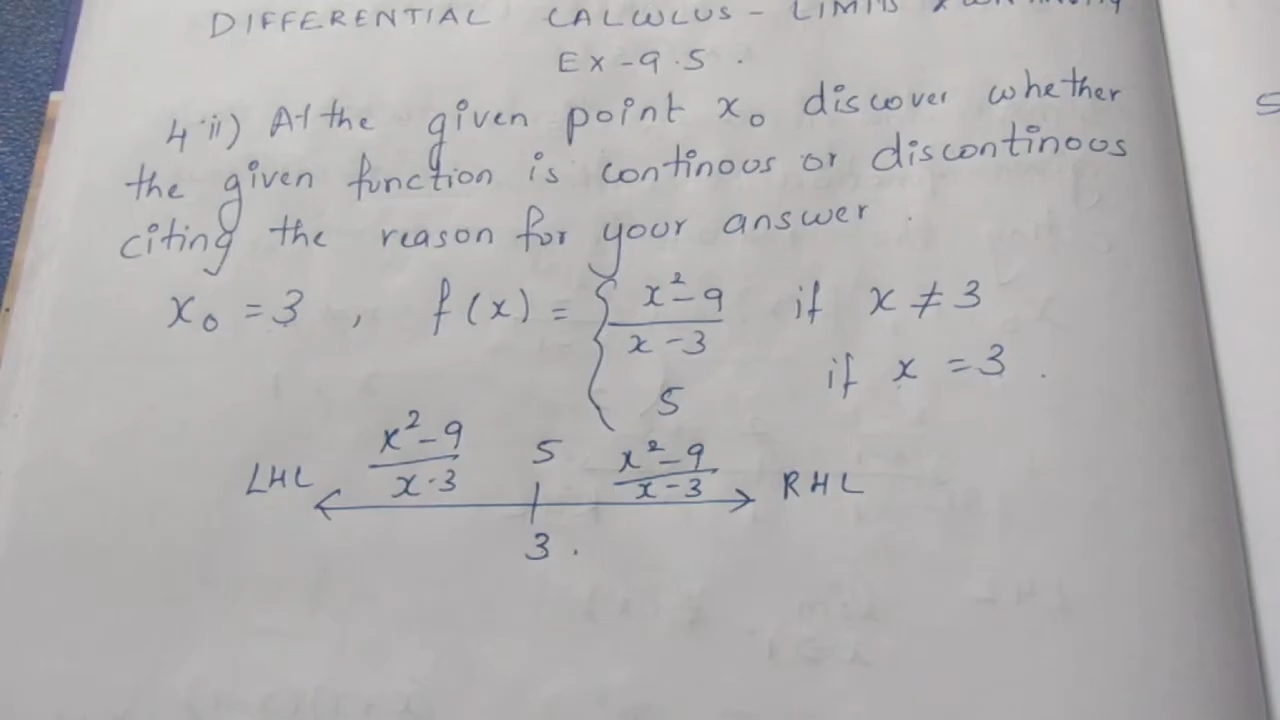 DIFFERENTIAL CALCULUS - LIMITS
EX-9.5.
4 ii) At the given point x₀ discover whether
the given function is continous or discontinous
citing the reason for your answer.
x₀ = 3, f(x) = { x²-9 / x-3 if x ≠ 3
5 if x = 3.
LHL x²-9 / x-3 5 x²-9 / x-3 RHL
3.